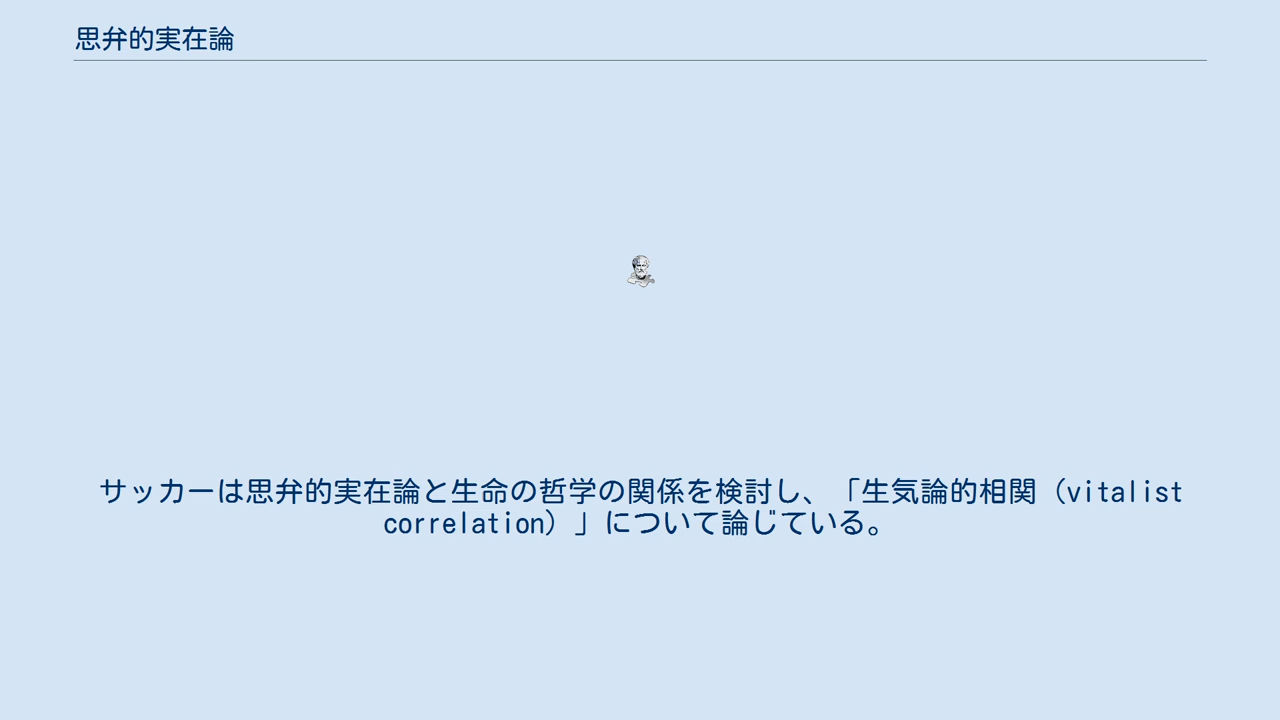 思弁的実在論
サッカーは思弁的実在論と生命の哲学の関係を検討し、「生気論的相関（vitalist
correlation）」について論じている。